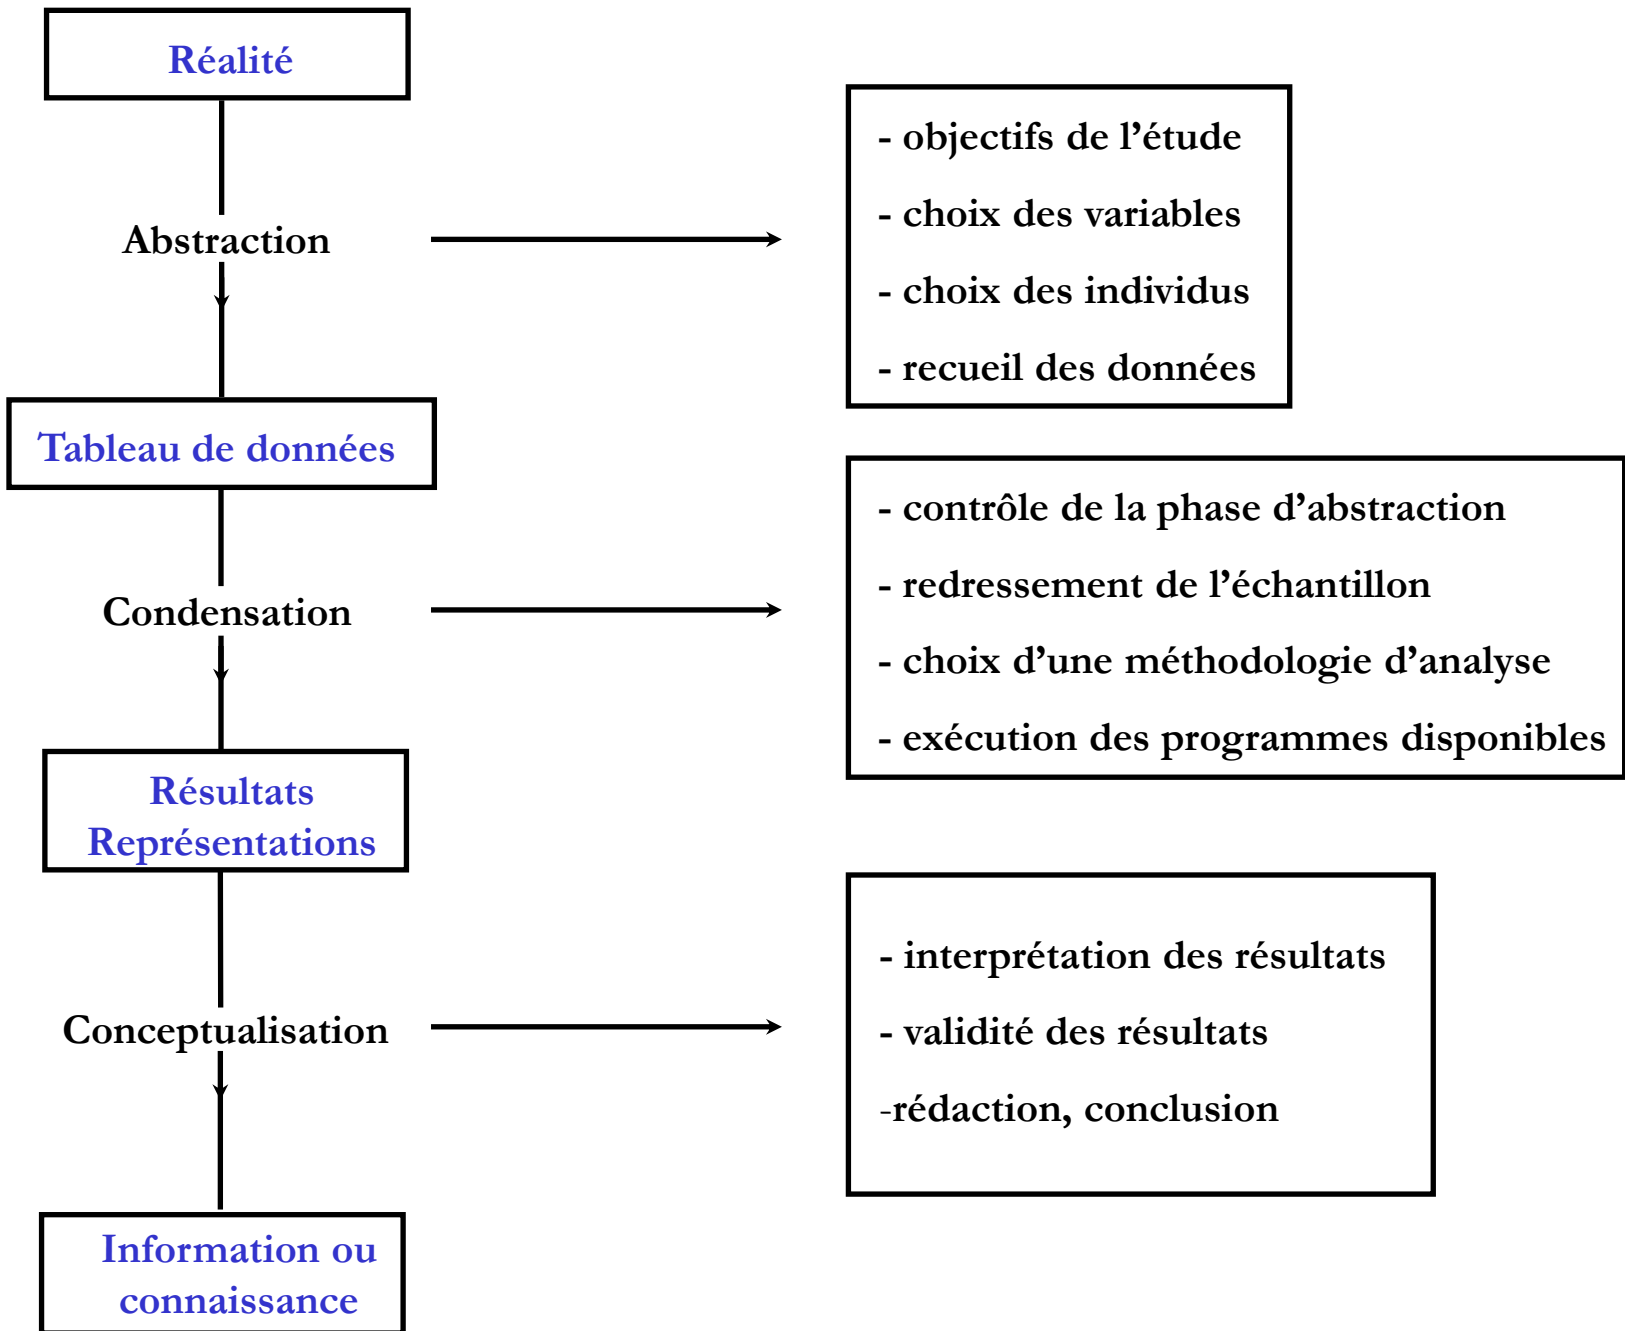 Réalité
Abstraction
- objectifs de l’étude
- choix des variables
- choix des individus
- recueil des données
Tableau de données
Condensation
- contrôle de la phase d’abstraction
- redressement de l’échantillon
- choix d’une méthodologie d’analyse
- exécution des programmes disponibles
Résultats
Représentations
Conceptualisation
- interprétation des résultats
- validité des résultats
-rédaction, conclusion
Information ou
connaissance